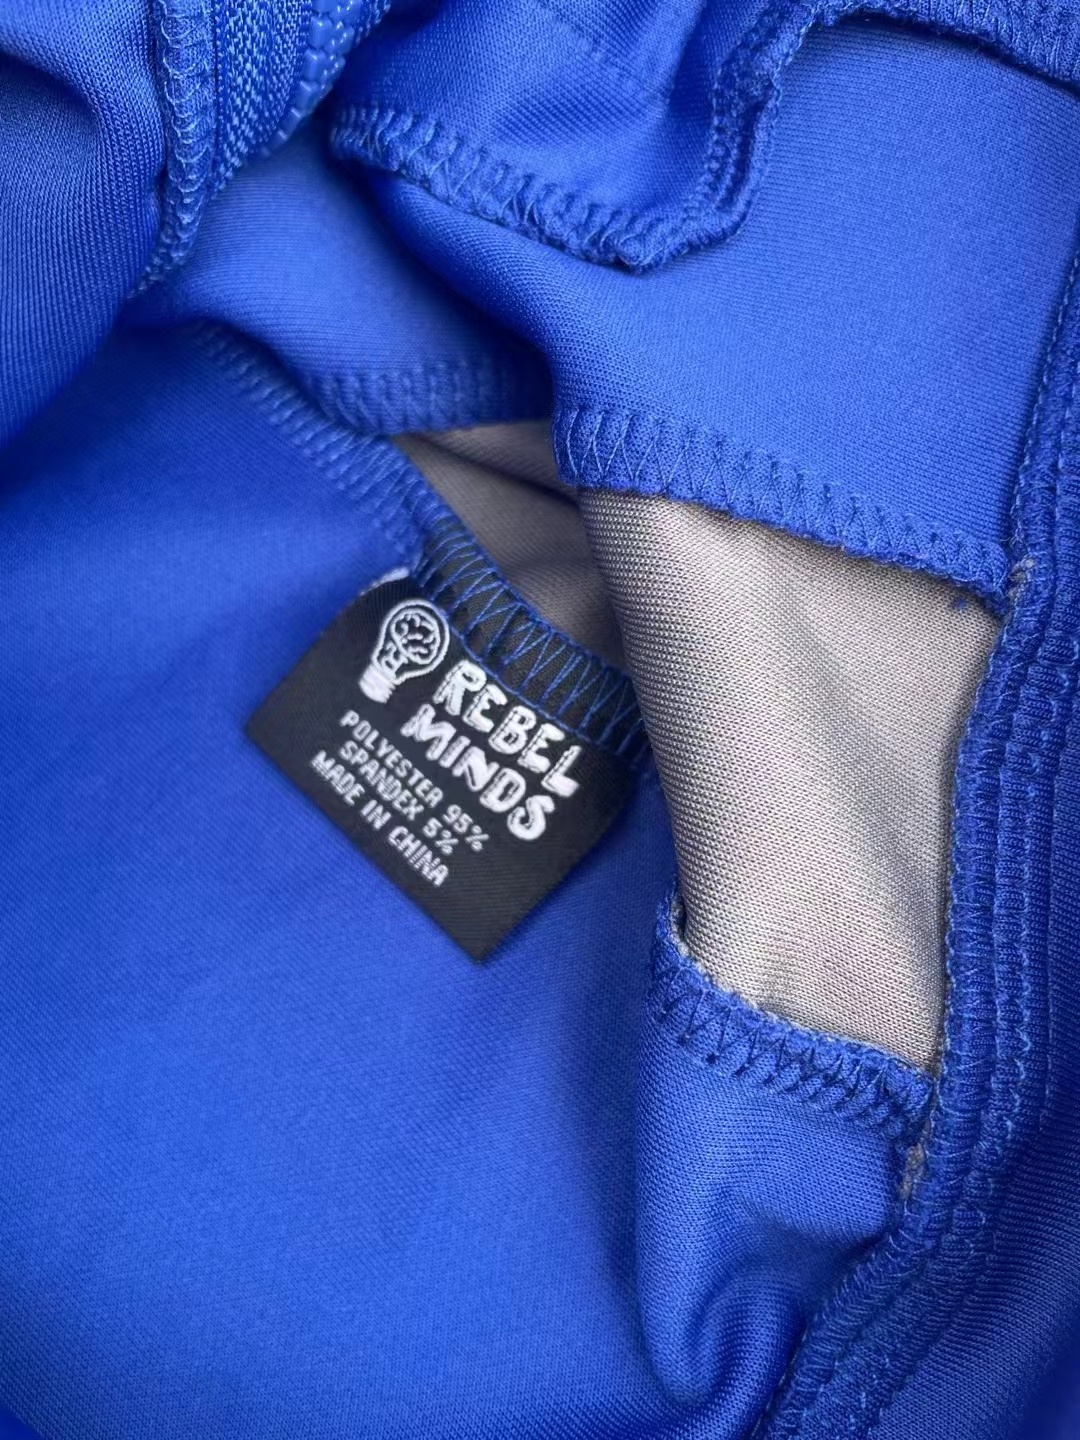 REBEL
MINDS
POLYESTER 95%
SPANDEX 5%
MADE IN CHINA